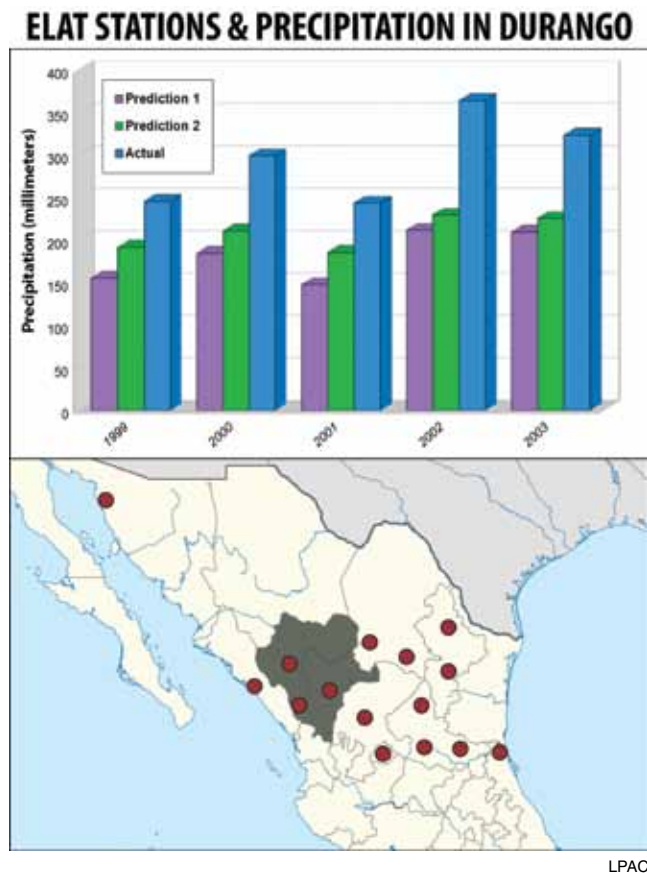 ELAT STATIONS & PRECIPITATION IN DURANGO
Precipitation (millimeters)
400
350
300
250
200
150
100
50
0
Prediction 1
Prediction 2
Actual
1999
2000
2001
2002
2003
LPAC